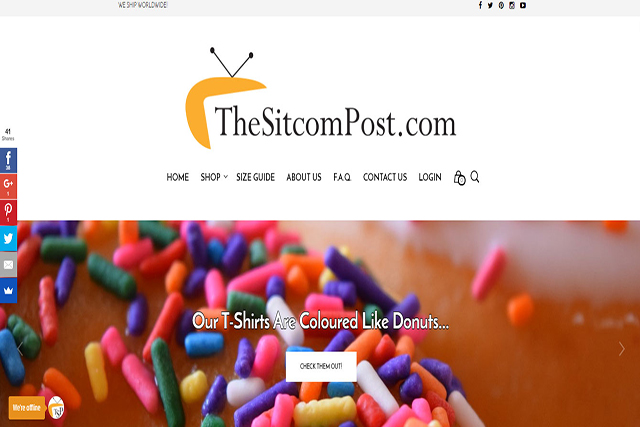 WE SHIP WORLDWIDE!
TheSitcomPost.com
HOME SHOP SIZE GUIDE ABOUT US F.A.Q. CONTACT US LOGIN
41
Shares
38
1
1
Our T-Shirts Are Coloured Like Donuts...
CHECK THEM OUT!
We're offline